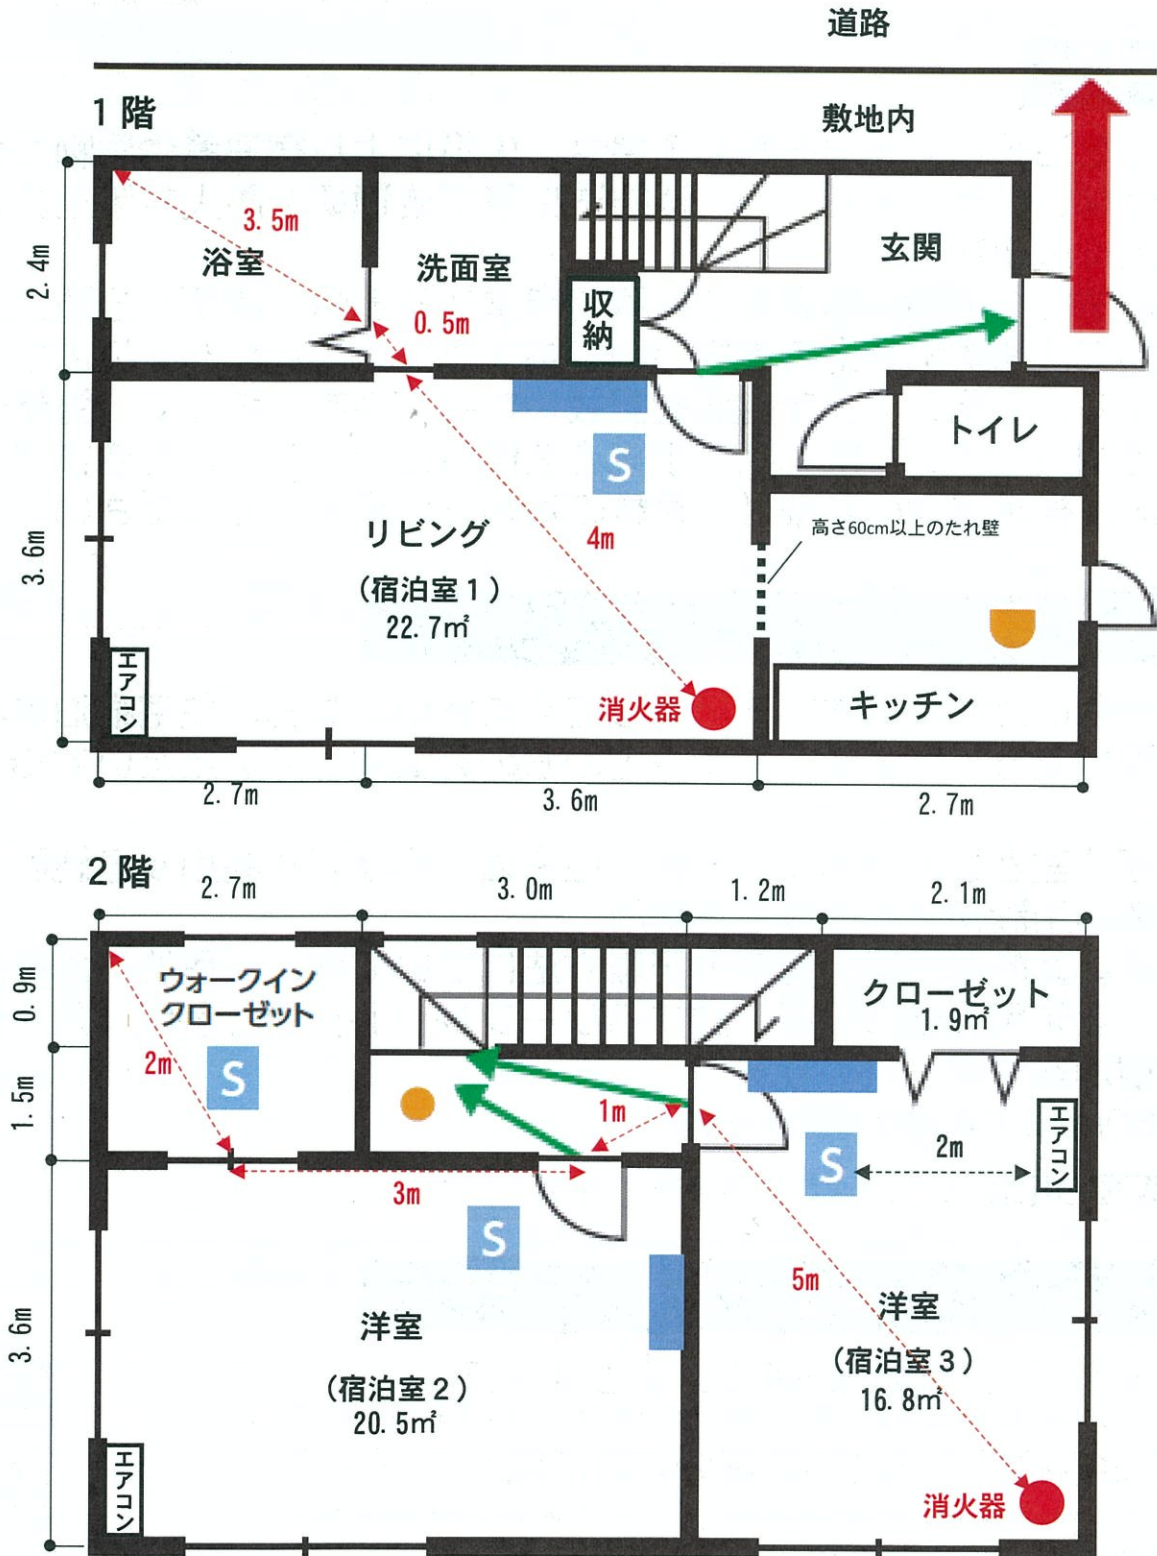 道路
1階
敷地内
2.4m
3.5m
浴室
洗面室
0.5m
収納
玄関
トイレ
S
3.6m
リビング
(宿泊室1)
22.7㎡
4m
高さ60cm以上のたれ壁
エアコン
消火器
キッチン
2.7m
3.6m
2.7m
2階
2.7m
3.0m
1.2m
2.1m
0.9m
ウォークイン
クローゼット
クローゼット
1.9㎡
1.5m
2m
S
1m
エアコン
S
2m
3m
S
3.6m
洋室
(宿泊室2)
20.5㎡
5m
洋室
(宿泊室3)
16.8㎡
エアコン
消火器